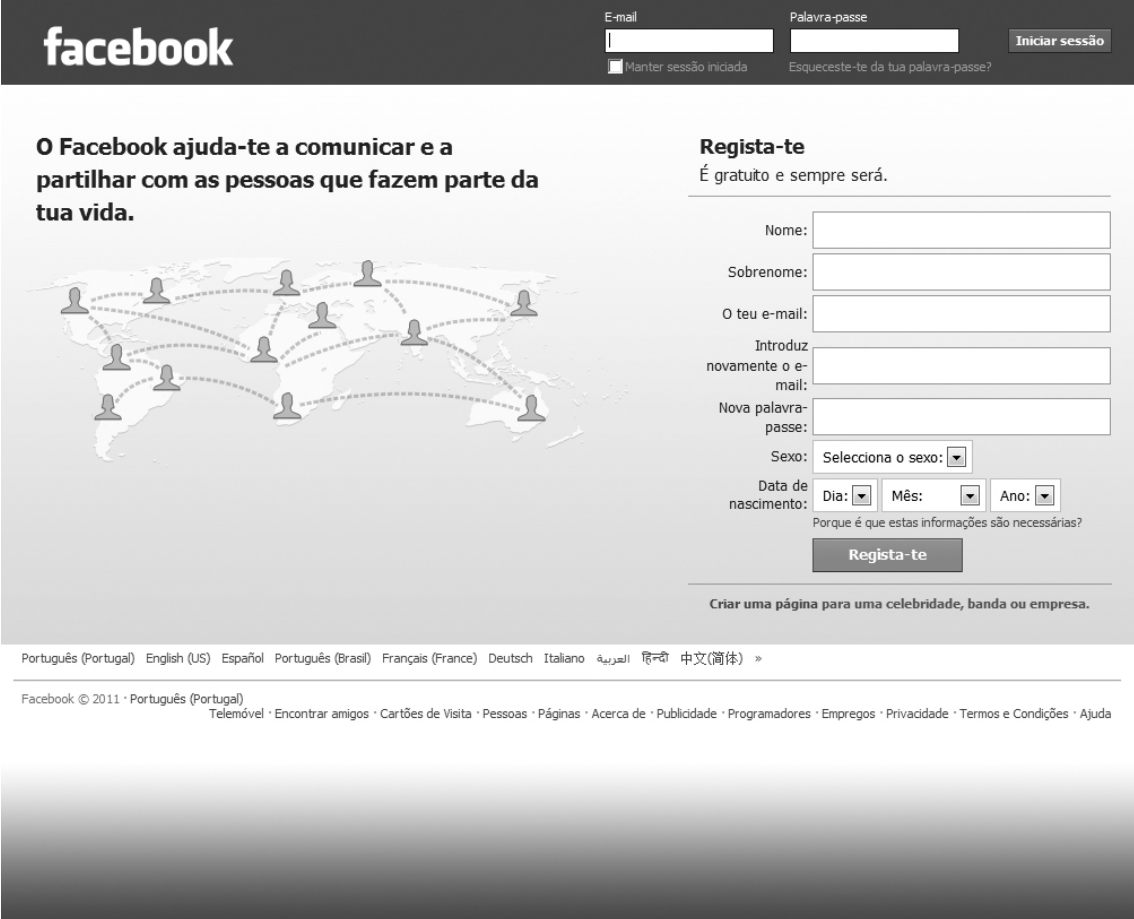 facebook
E-mail
Palavra-passe
Iniciar sessão
Manter sessão iniciada
Esqueceste-te da tua palavra-passe?
O Facebook ajuda-te a comunicar e a
partilhar com as pessoas que fazem parte da
tua vida.
Regista-te
É gratuito e sempre será.
Nome:
Sobrenome:
O teu e-mail:
Introduz
novamente o e-
mail:
Nova palavra-
passe:
Sexo: Selecciona o sexo:
Data de
nascimento:
Dia: Mês: Ano:
Porque é que estas informações são necessárias?
Regista-te
Criar uma página para uma celebridade, banda ou empresa.
Português (Portugal) English (US) Español Português (Brasil) Français (France) Deutsch Italiano العربية हिन्दी 中文(简体) »
Facebook © 2011 · Português (Portugal)
Telemóvel · Encontrar amigos · Cartões de Visita · Pessoas · Páginas · Acerca de · Publicidade · Programadores · Empregos · Privacidade · Termos e Condições · Ajuda